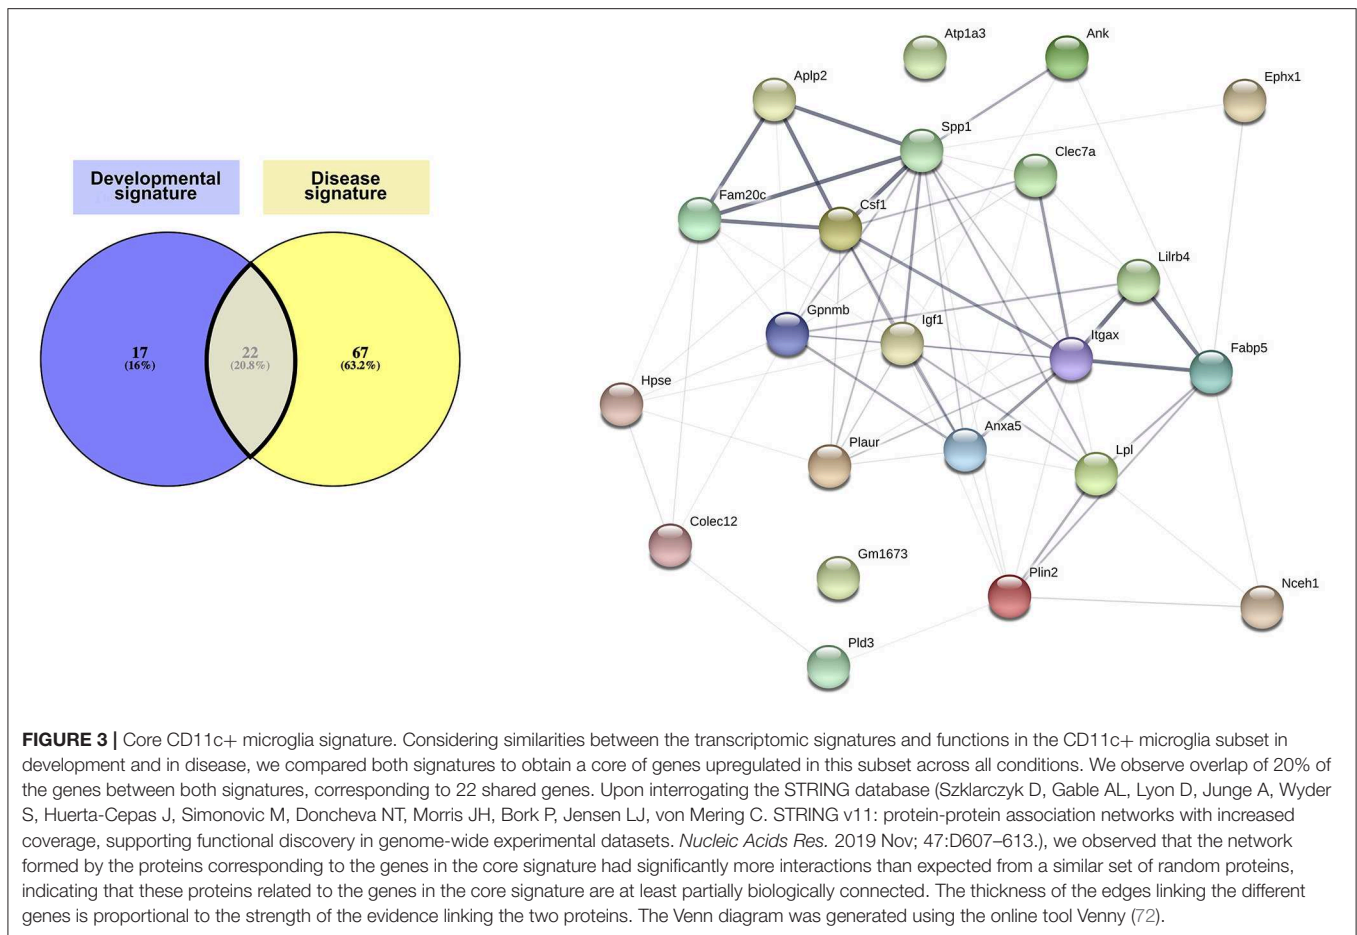 Developmental
signature
Disease
signature
17
(16%)
22
(20.8%)
67
(63.2%)
Atp1a3
Ank
Aplp2
Ephx1
Spp1
Clec7a
Fam20c
Csf1
Lilrb4
Gpnmb
Igf1
Itgax
Fabp5
Hpse
Plaur
Anxa5
Lpl
Colec12
Gm1673
Plin2
Nceh1
Pld3
FIGURE 3 | Core CD11c+ microglia signature. Considering similarities between the transcriptomic signatures and functions in the CD11c+ microglia subset in
development and in disease, we compared both signatures to obtain a core of genes upregulated in this subset across all conditions. We observe overlap of 20% of
the genes between both signatures, corresponding to 22 shared genes. Upon interrogating the STRING database (Szklarczyk D, Gable AL, Lyon D, Junge A, Wyder
S, Huerta-Cepas J, Simonovic M, Doncheva NT, Morris JH, Bork P, Jensen LJ, von Mering C. STRING v11: protein-protein association networks with increased
coverage, supporting functional discovery in genome-wide experimental datasets. Nucleic Acids Res. 2019 Nov; 47:D607–613.), we observed that the network
formed by the proteins corresponding to the genes in the core signature had significantly more interactions than expected from a similar set of random proteins,
indicating that these proteins related to the genes in the core signature are at least partially biologically connected. The thickness of the edges linking the different
genes is proportional to the strength of the evidence linking the two proteins. The Venn diagram was generated using the online tool Venny (72).